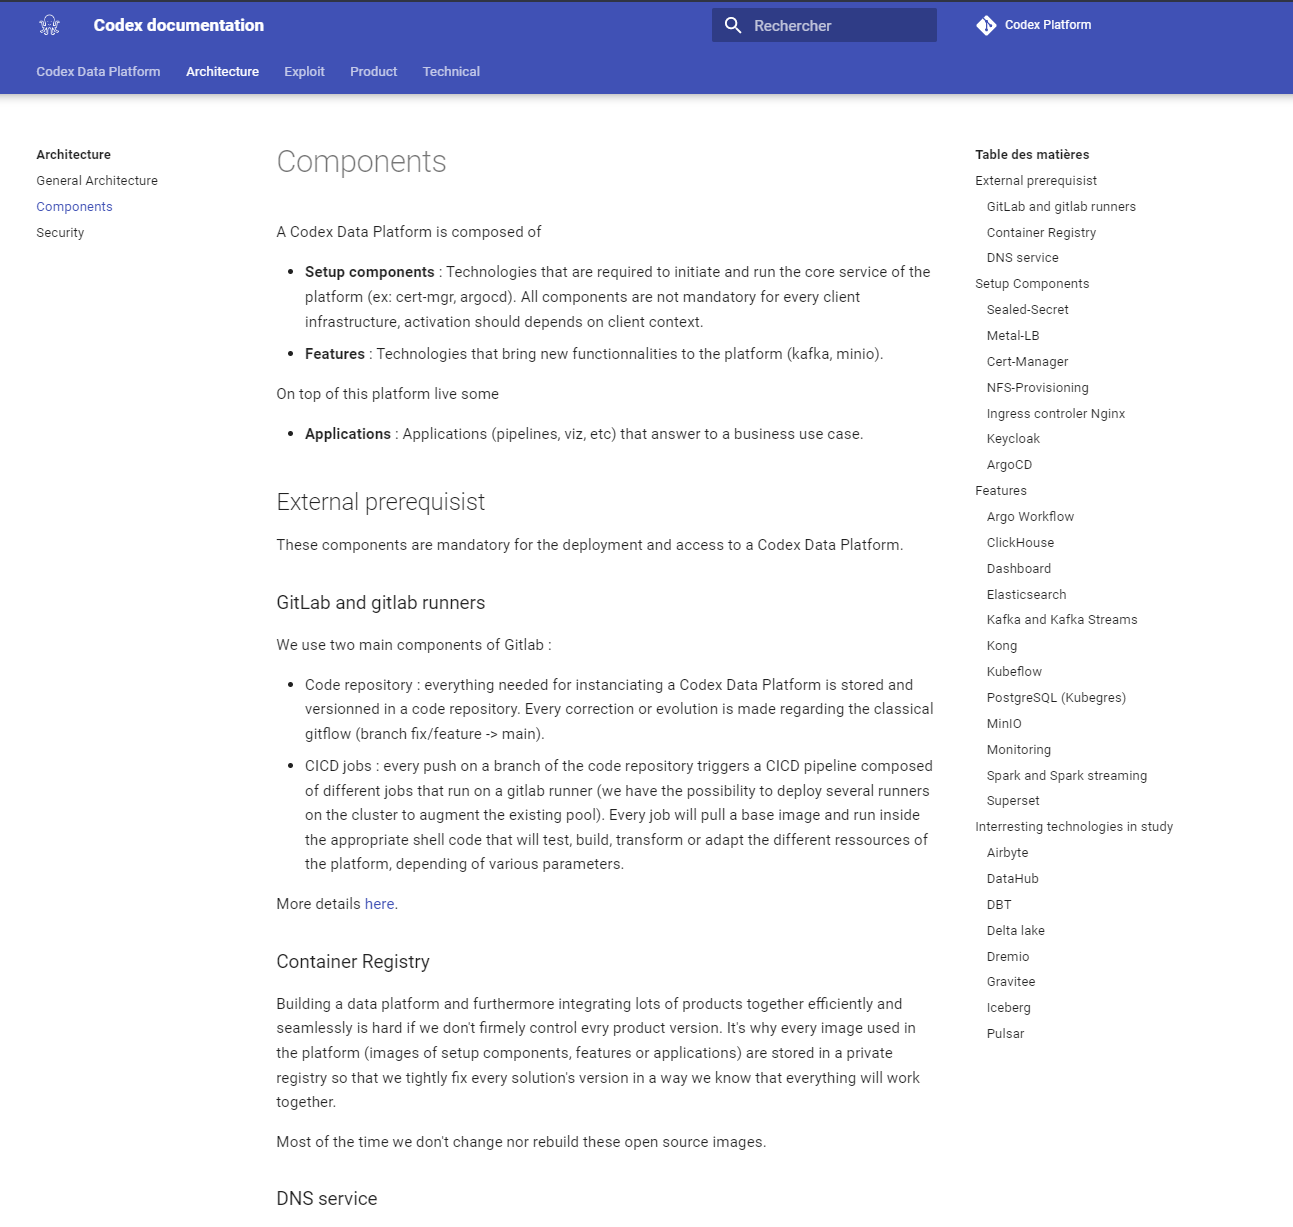 Codex documentation
Rechercher
Codex Platform
Codex Data Platform
Architecture
Exploit
Product
Technical
Architecture
General Architecture
Components
Security
Components
A Codex Data Platform is composed of
Setup components : Technologies that are required to initiate and run the core service of the
platform (ex: cert-mgr, argocd). All components are not mandatory for every client
infrastructure, activation should depends on client context.
Features : Technologies that bring new functionnalities to the platform (kafka, minio).
On top of this platform live some
Applications : Applications (pipelines, viz, etc) that answer to a business use case.
External prerequisist
These components are mandatory for the deployment and access to a Codex Data Platform.
GitLab and gitlab runners
We use two main components of Gitlab :
Code repository : everything needed for instanciating a Codex Data Platform is stored and
versionned in a code repository. Every correction or evolution is made regarding the classical
gitflow (branch fix/feature -> main).
CICD jobs : every push on a branch of the code repository triggers a CICD pipeline composed
of different jobs that run on a gitlab runner (we have the possibility to deploy several runners
on the cluster to augment the existing pool). Every job will pull a base image and run inside
the appropriate shell code that will test, build, transform or adapt the different ressources of
the platform, depending of various parameters.
More details here.
Container Registry
Building a data platform and furthermore integrating lots of products together efficiently and
seamlessly is hard if we don't firmely control evry product version. It's why every image used in
the platform (images of setup components, features or applications) are stored in a private
registry so that we tightly fix every solution's version in a way we know that everything will work
together.
Most of the time we don't change nor rebuild these open source images.
DNS service
Table des matières
External prerequisist
GitLab and gitlab runners
Container Registry
DNS service
Setup Components
Sealed-Secret
Metal-LB
Cert-Manager
NFS-Provisioning
Ingress controler Nginx
Keycloak
ArgoCD
Features
Argo Workflow
ClickHouse
Dashboard
Elasticsearch
Kafka and Kafka Streams
Kong
Kubeflow
PostgreSQL (Kubegres)
MinIO
Monitoring
Spark and Spark streaming
Superset
Interresting technologies in study
Airbyte
DataHub
DBT
Delta lake
Dremio
Gravitee
Iceberg
Pulsar